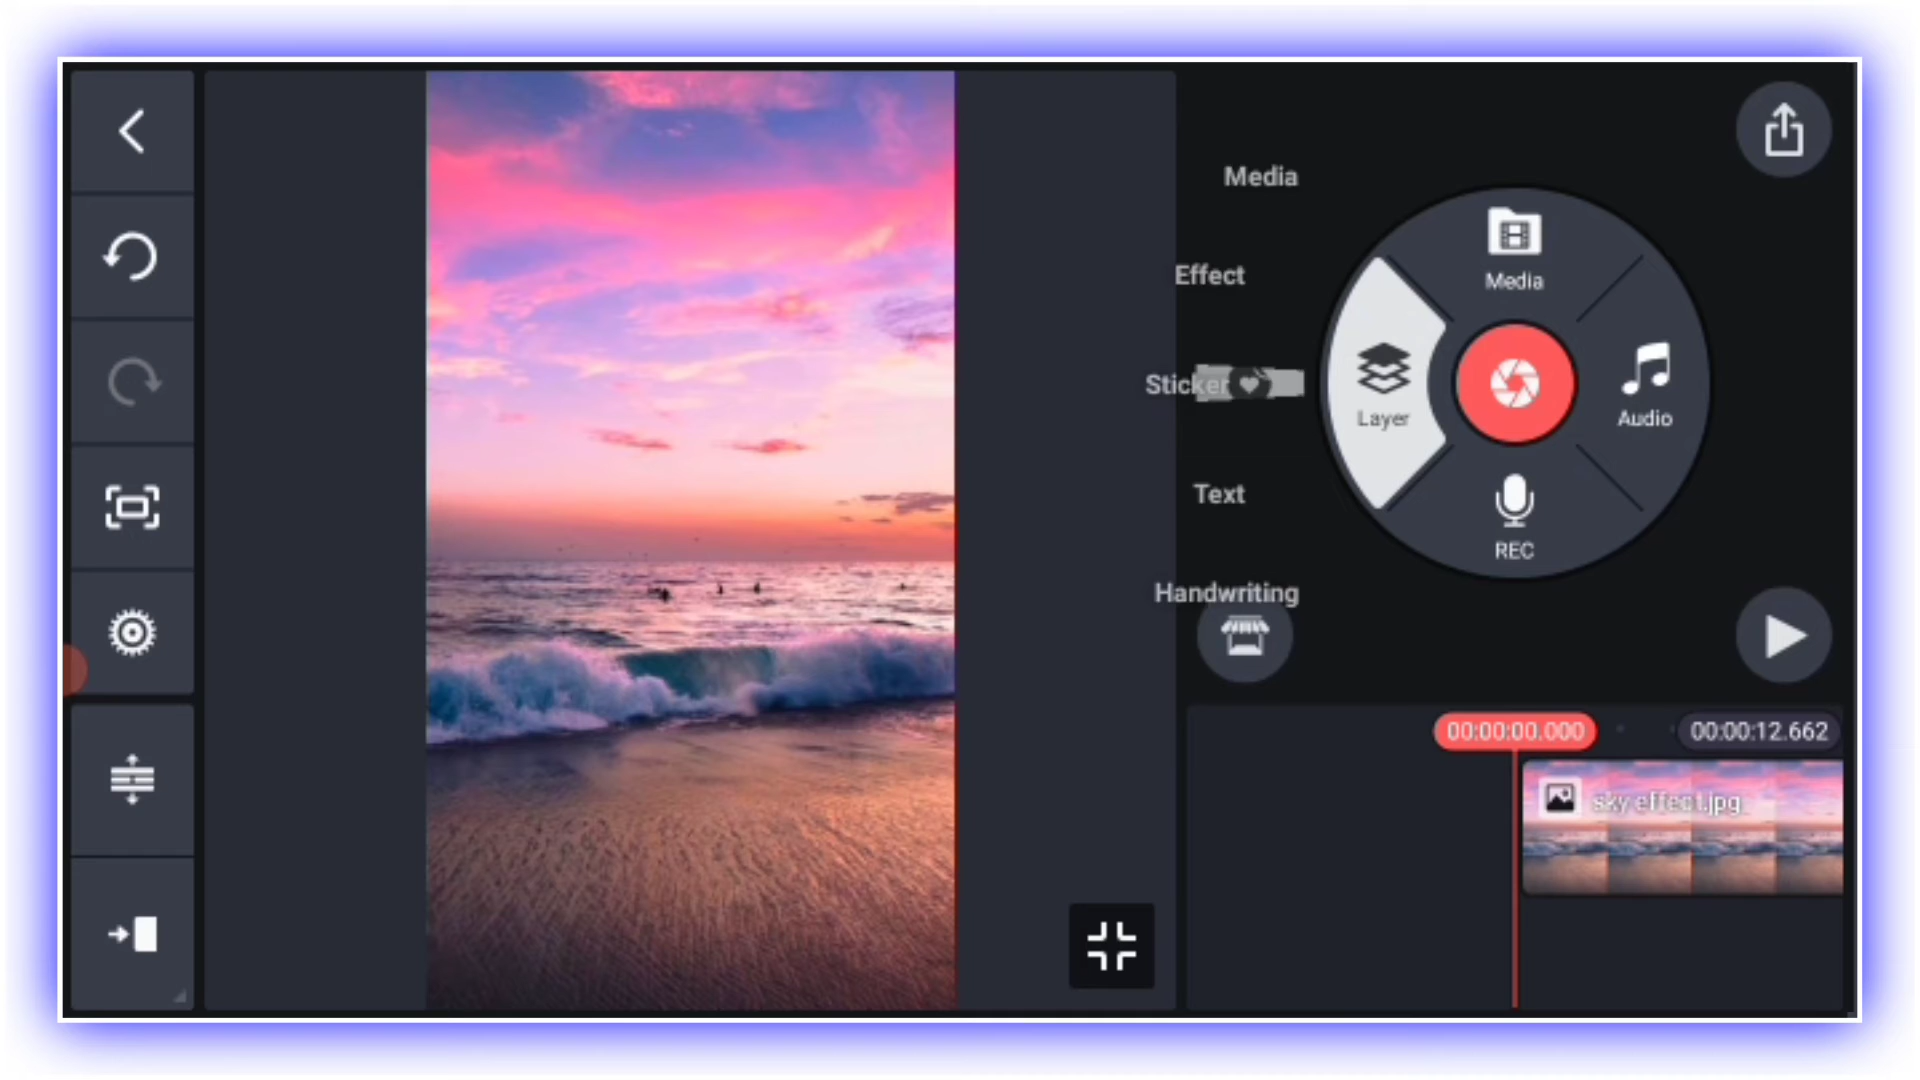 Media
Effect
Sticker
Text
Handwriting
Media
Layer
Audio
REC
00:00:00.000
00:00:12.662
sky effect.jpg